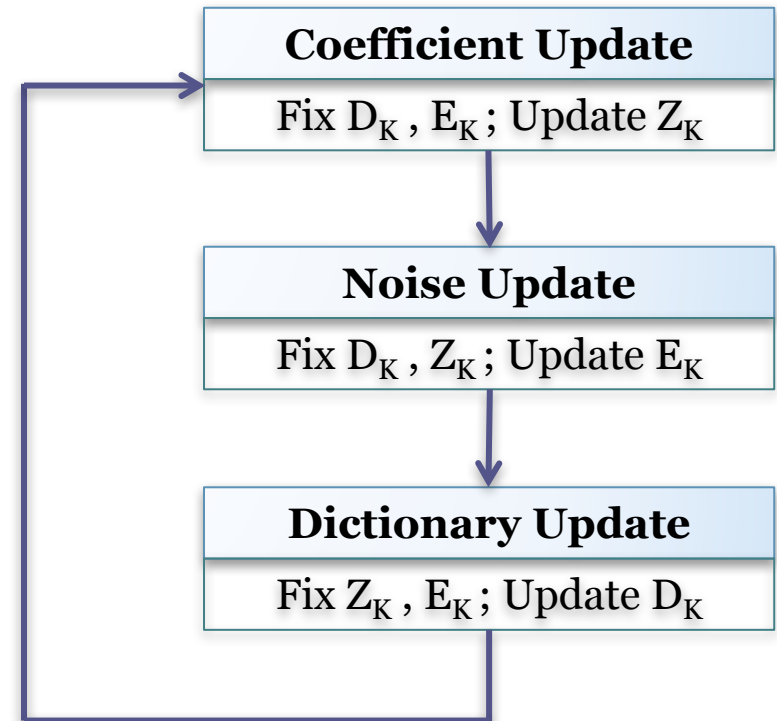 Coefficient Update
Fix D_K , E_K ; Update Z_K
Noise Update
Fix D_K , Z_K ; Update E_K
Dictionary Update
Fix Z_K , E_K ; Update D_K